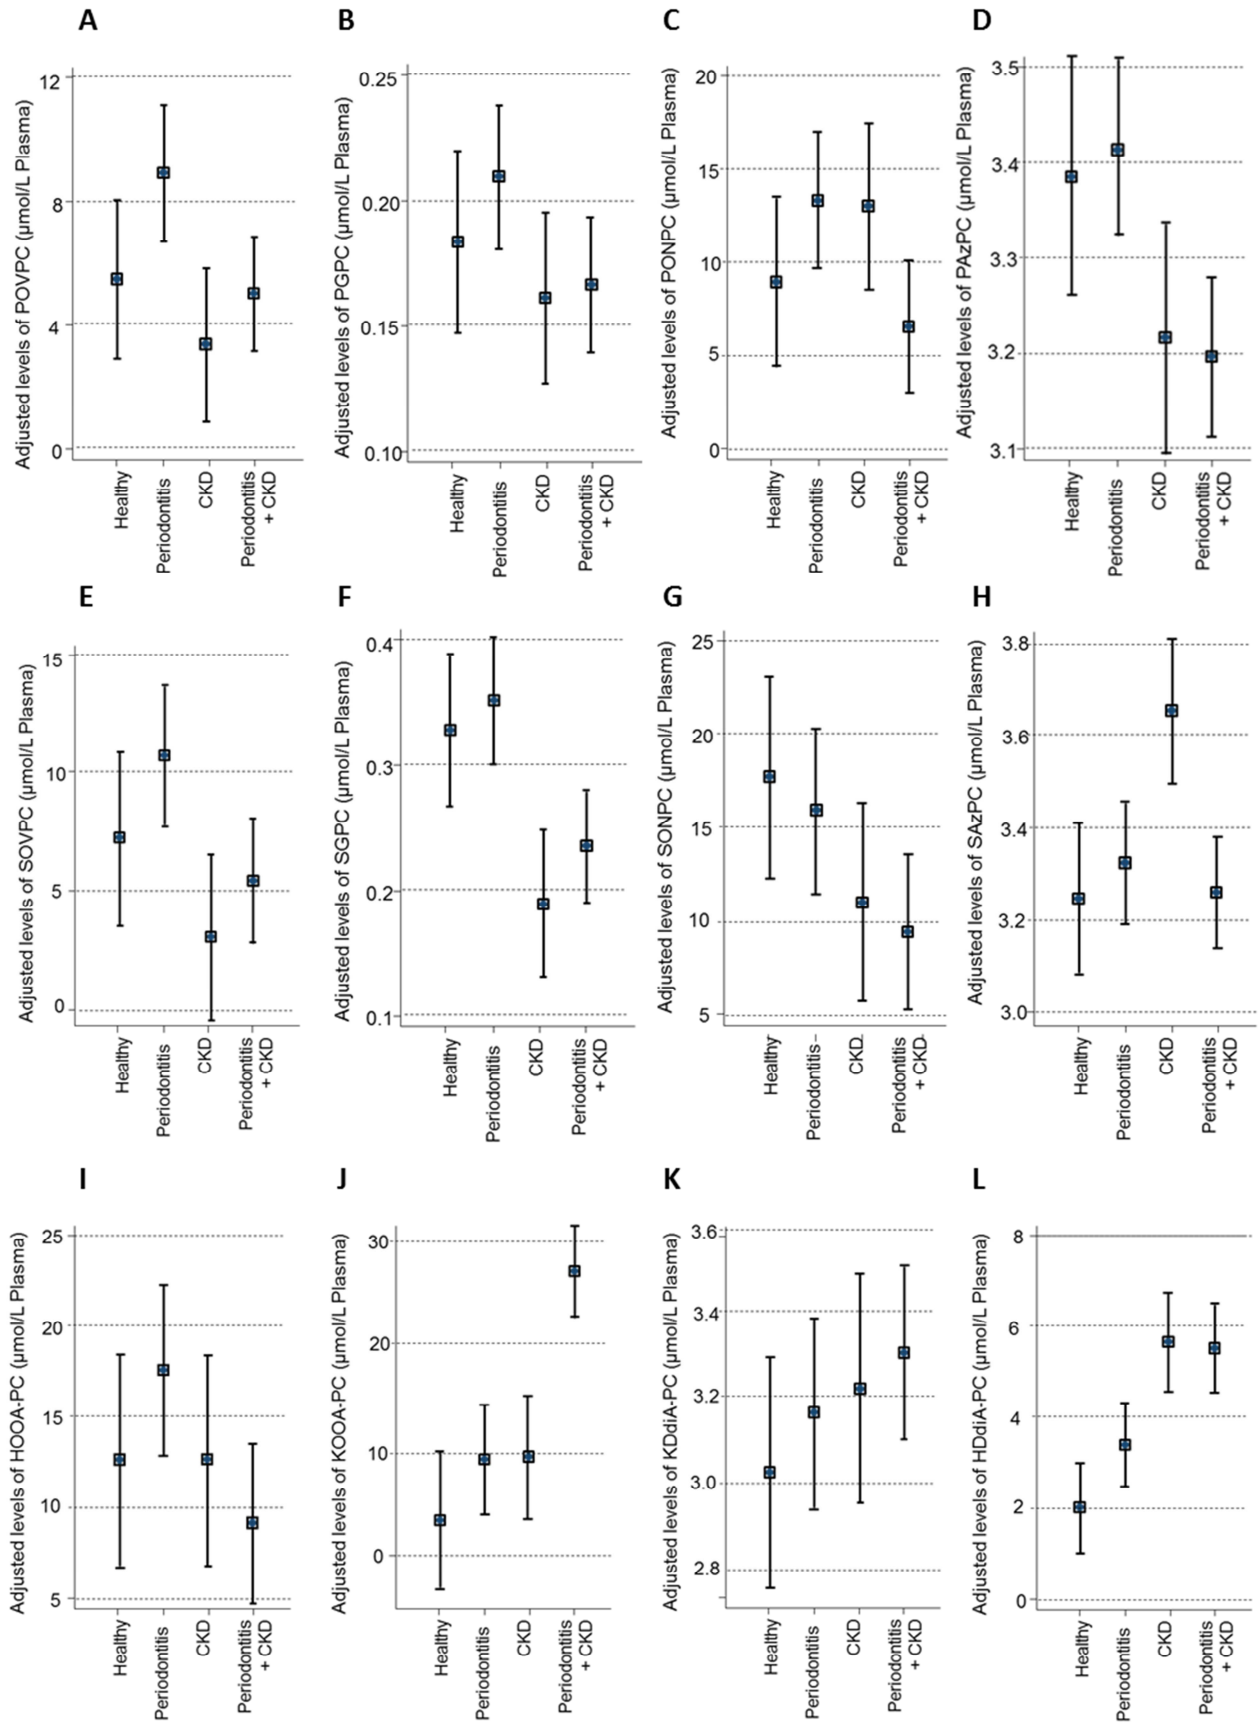 A
Adjusted levels of POVPC (µmol/L Plasma)
12
8
4
0
Healthy
Periodontitis
CKD
Periodontitis
+ CKD
B
Adjusted levels of PGPC (µmol/L Plasma)
0.25
0.20
0.15
0.10
Healthy
Periodontitis
CKD
Periodontitis
+ CKD
C
Adjusted levels of PONPC (µmol/L Plasma)
20
15
10
5
0
Healthy
Periodontitis
CKD
Periodontitis
+ CKD
D
Adjusted levels of PAzPC (µmol/L Plasma)
3.5
3.4
3.3
3.2
3.1
Healthy
Periodontitis
CKD
Periodontitis
+ CKD
E
Adjusted levels of SOVPC (µmol/L Plasma)
15
10
5
0
Healthy
Periodontitis
CKD
Periodontitis
+ CKD
F
Adjusted levels of SGPC (µmol/L Plasma)
0.4
0.3
0.2
0.1
Healthy
Periodontitis
CKD
Periodontitis
+ CKD
G
Adjusted levels of SONPC (µmol/L Plasma)
25
20
15
10
5
Healthy
Periodontitis
CKD
Periodontitis
+ CKD
H
Adjusted levels of SAzPC (µmol/L Plasma)
3.8
3.6
3.4
3.2
3.0
Healthy
Periodontitis
CKD
Periodontitis
+ CKD
I
Adjusted levels of HOOA-PC (µmol/L Plasma)
25
20
15
10
5
Healthy
Periodontitis
CKD
Periodontitis
+ CKD
J
Adjusted levels of KOOA-PC (µmol/L Plasma)
30
20
10
0
Healthy
Periodontitis
CKD
Periodontitis
+ CKD
K
Adjusted levels of KDdiA-PC (µmol/L Plasma)
3.6
3.4
3.2
3.0
2.8
Healthy
Periodontitis
CKD
Periodontitis
+ CKD
L
Adjusted levels of HDdiA-PC (µmol/L Plasma)
8
6
4
2
0
Healthy
Periodontitis
CKD
Periodontitis
+ CKD